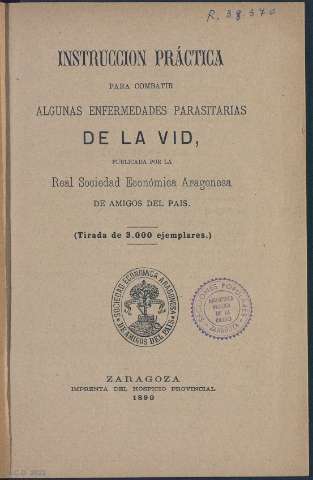 R. 38.370
INSTRUCCION PRÁCTICA
PARA COMBATIR
ALGUNAS ENFERMEDADES PARASITARIAS
DE LA VID,
PUBLICADA POR LA
Real Sociedad Económica Aragonesa
DE AMIGOS DEL PAIS.
(Tirada de 3.000 ejemplares.)
SOCIEDAD ECONOMICA ARAGONESA
DE AMIGOS DEL PAIS
ZARAGOZA
ZARAGOZA
IMPRENTA DEL HOSPICIO PROVINCIAL
1890